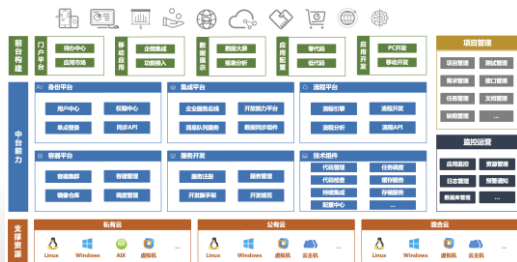 前台构建
门户平台
待办中心
应用市场
移动应用
企微集成
功能接入
数据展示
数据大屏
报表分析
应用配置
零代码
低代码
应用开发
PC开发
移动开发
项目管理
项目管理
测试管理
需求管理
接口管理
任务管理
文档管理
缺陷管理
...
中台能力
身份平台
用户中心
权限中心
单点登录
同步API
集成平台
企业服务总线
开放能力平台
消息队列服务
数据同步组件
流程平台
流程引擎
流程开发
流程分析
流程API
容器平台
容器集群
容器管理
镜像仓库
调度管理
服务开发
服务注册
服务管理
开发脚手架
开发规范
技术组件
代码管理
任务调度
代码检查
缓存服务
持续集成
存储服务
配置中心
...
监控运营
应用监控
资源管理
日志管理
预警通知
数据库管理
...
支撑资源
私有云
Linux
Windows
AIX
虚拟机
...
公有云
Linux
Windows
虚拟机
云主机
...
混合云
Linux
Windows
虚拟机
云主机
...